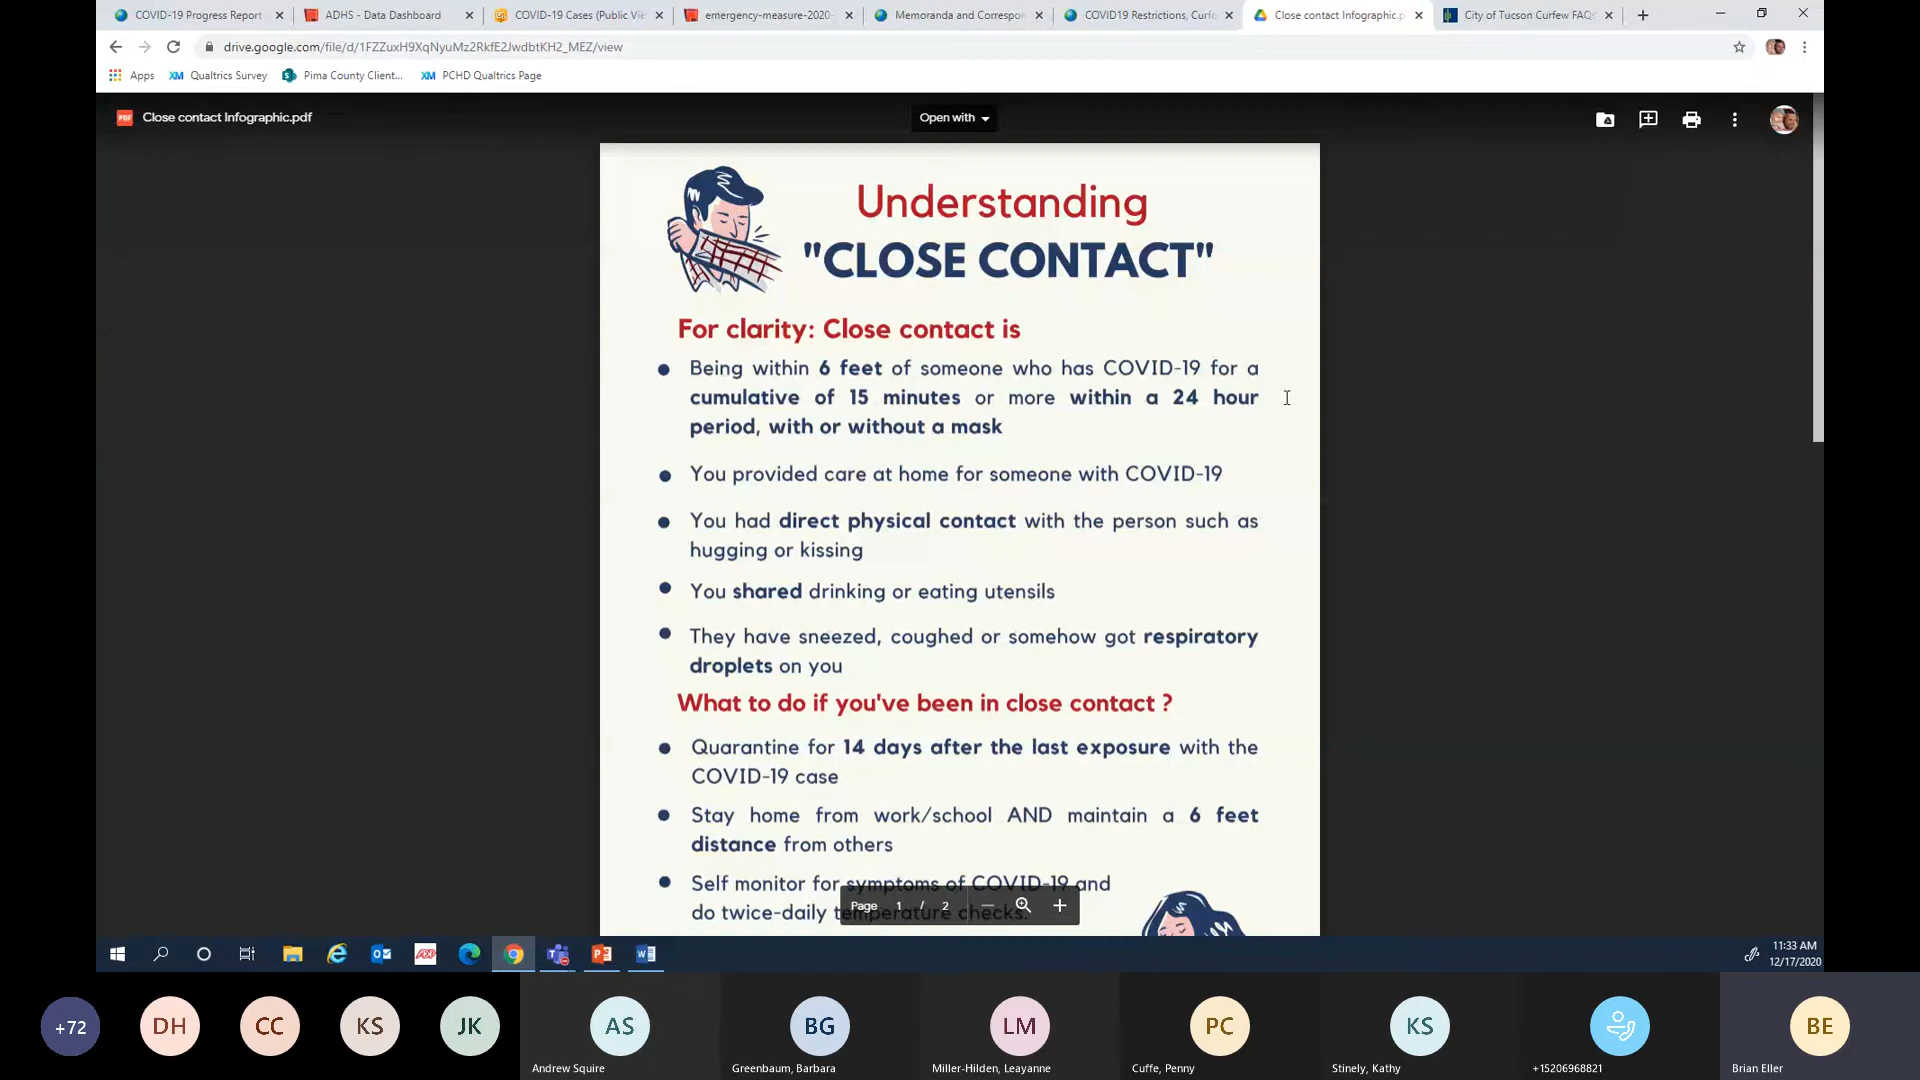 COVID-19 Progress Report
ADHS - Data Dashboard
COVID-19 Cases (Public Vie
emergency-measure-2020-
Memoranda and Correspon
COVID19 Restrictions, Curfe
Close contact Infographic.p
City of Tucson Curfew FAQ
drive.google.com/file/d/1FZZuxH9XqNyuMz2RkfE2JwdbtKH2_MEZ/view
Apps
Qualtrics Survey
Pima County Client...
PCHD Qualtrics Page
PDF
Close contact Infographic.pdf
Open with
Understanding
"CLOSE CONTACT"
For clarity: Close contact is
Being within 6 feet of someone who has COVID-19 for a
cumulative of 15 minutes or more within a 24 hour
period, with or without a mask
You provided care at home for someone with COVID-19
You had direct physical contact with the person such as
hugging or kissing
You shared drinking or eating utensils
They have sneezed, coughed or somehow got respiratory
droplets on you
What to do if you've been in close contact ?
Quarantine for 14 days after the last exposure with the
COVID-19 case
Stay home from work/school AND maintain a 6 feet
distance from others
Self monitor for symptoms of COVID-19 and
do twice-daily temperature checks.
Page 1 / 2
11:33 AM
12/17/2020
+72
DH
CC
KS
JK
AS
BG
LM
PC
KS
BE
Andrew Squire
Greenbaum, Barbara
Miller-Hilden, Leayanne
Cuffe, Penny
Stinely, Kathy
+15206968821
Brian Eller